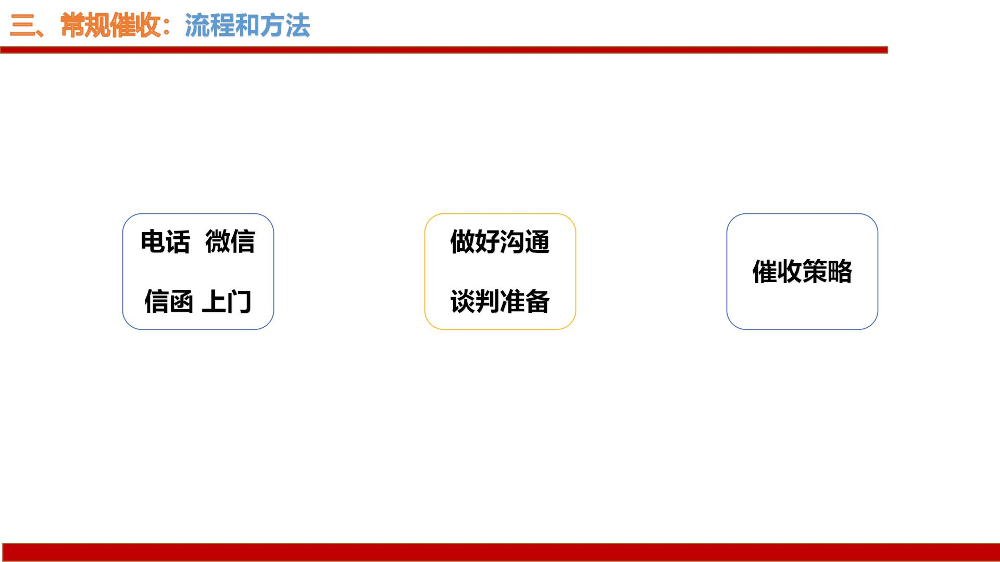 三、常规催收：流程和方法
电话 微信
信函 上门
做好沟通
谈判准备
催收策略